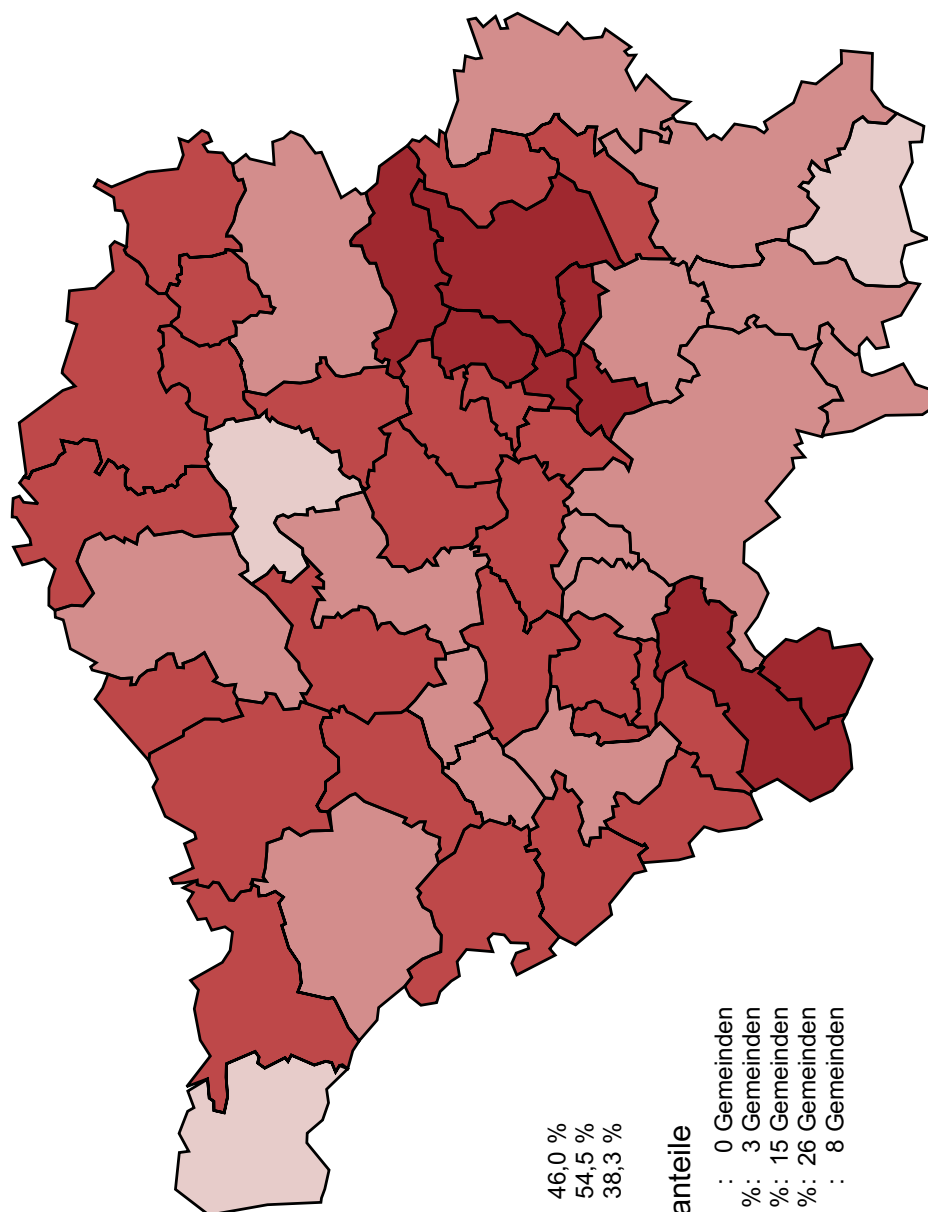 46,0 %
54,5 %
38,3 %
anteile
: 0 Gemeinden
%: 3 Gemeinden
%: 15 Gemeinden
%: 26 Gemeinden
: 8 Gemeinden